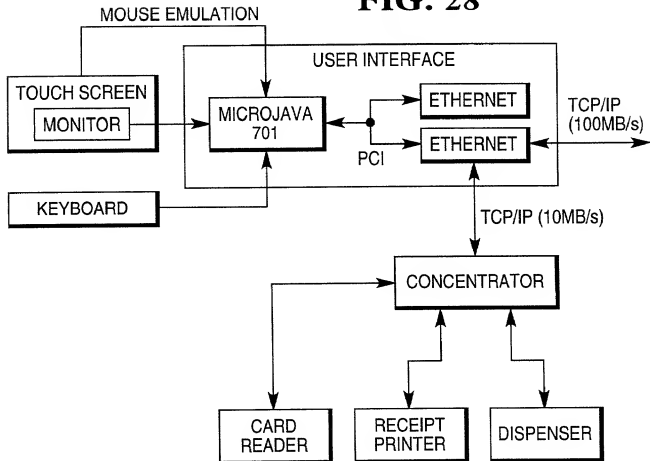 FIG. 28
MOUSE EMULATION
USER INTERFACE
TOUCH SCREEN
MONITOR
MICROJAVA
701
ETHERNET
ETHERNET
TCP/IP
(100MB/s)
PCI
KEYBOARD
TCP/IP (10MB/s)
CONCENTRATOR
CARD
READER
RECEIPT
PRINTER
DISPENSER